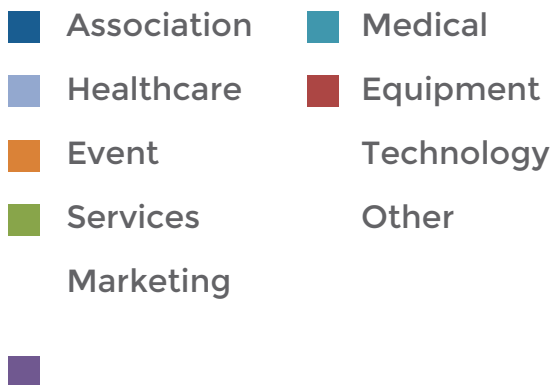 Association
Healthcare
Event
Services
Marketing
Medical
Equipment
Technology
Other